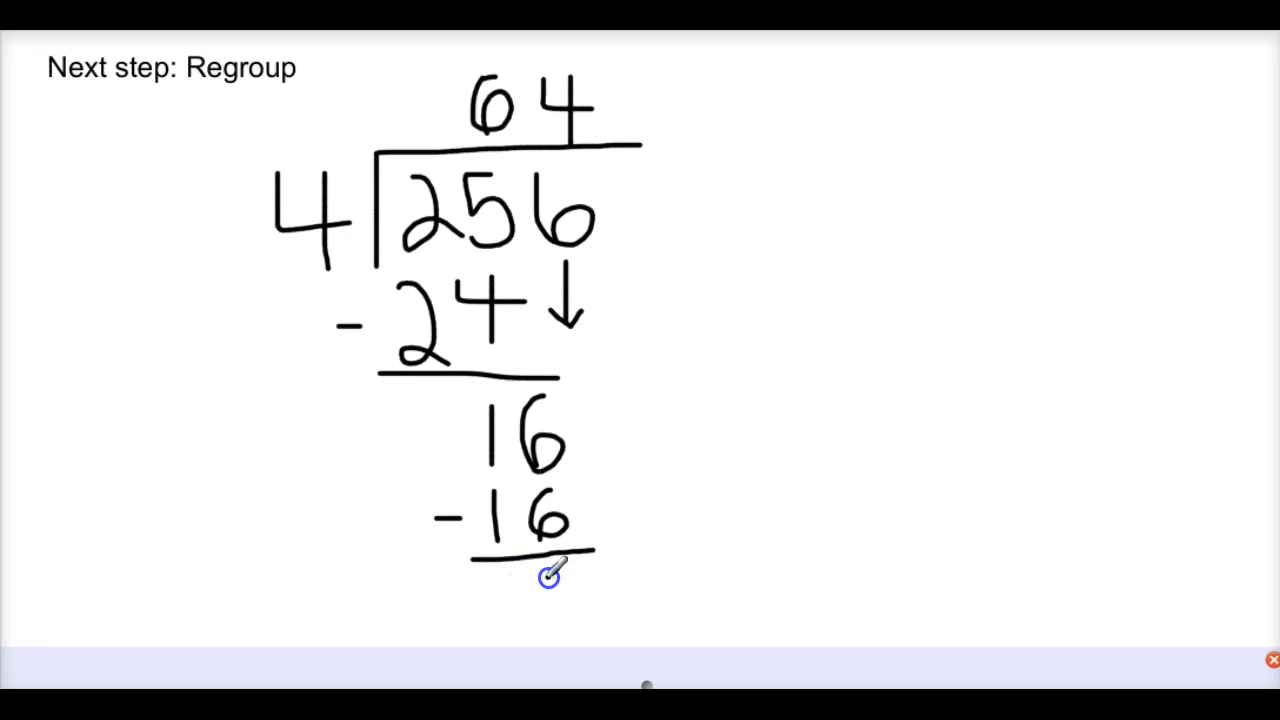 Next step: Regroup
64
4 256
- 24 ↓
16
- 16